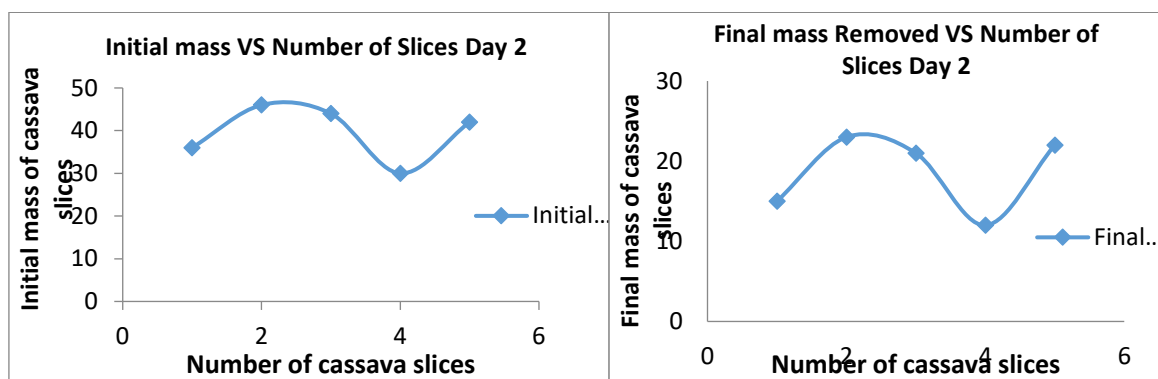 Initial mass VS Number of Slices Day 2
Initial mass of cassava
slices
50
40
30
20
10
0
0 2 4 6
Number of cassava slices
Initial...
Final mass Removed VS Number of
Slices Day 2
Final mass of cassava
slices
30
20
10
0
0 2 4 6
Number of cassava slices
Final...